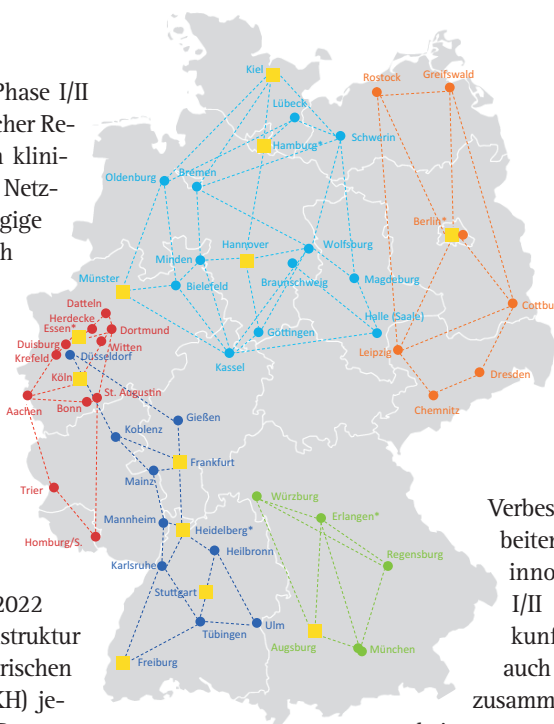 Phase I/II
cher Re-
n klini-
Netz-
gige
h
Kiel
Rostock
Greifswald
Lübeck
Hamburg*
Schwerin
Oldenburg
Bremen
Berlin*
Hannover
Wolfsburg
Minden
Münster
Bielefeld
Braunschweig
Magdeburg
Datteln
Herdecke
Essen*
Dortmund
Duisburg
Witten
Krefeld
Düsseldorf
Göttingen
Halle (Saale)
Cottbu
Leipzig
Kassel
Köln
Dresden
St. Augustin
Aachen
Bonn
Chemnitz
Gießen
Koblenz
Frankfurt
Mainz
Trier
Würzburg
Mannheim
Erlangen*
Heidelberg*
Homburg/S.
Heilbronn
Regensburg
Karlsruhe
Stuttgart
Tübingen
Ulm
Augsburg
München
Freiburg
2022
struktur
rischen
KH) je-
Verbes
beiter
inno
I/II
kunf
auch
zusamm